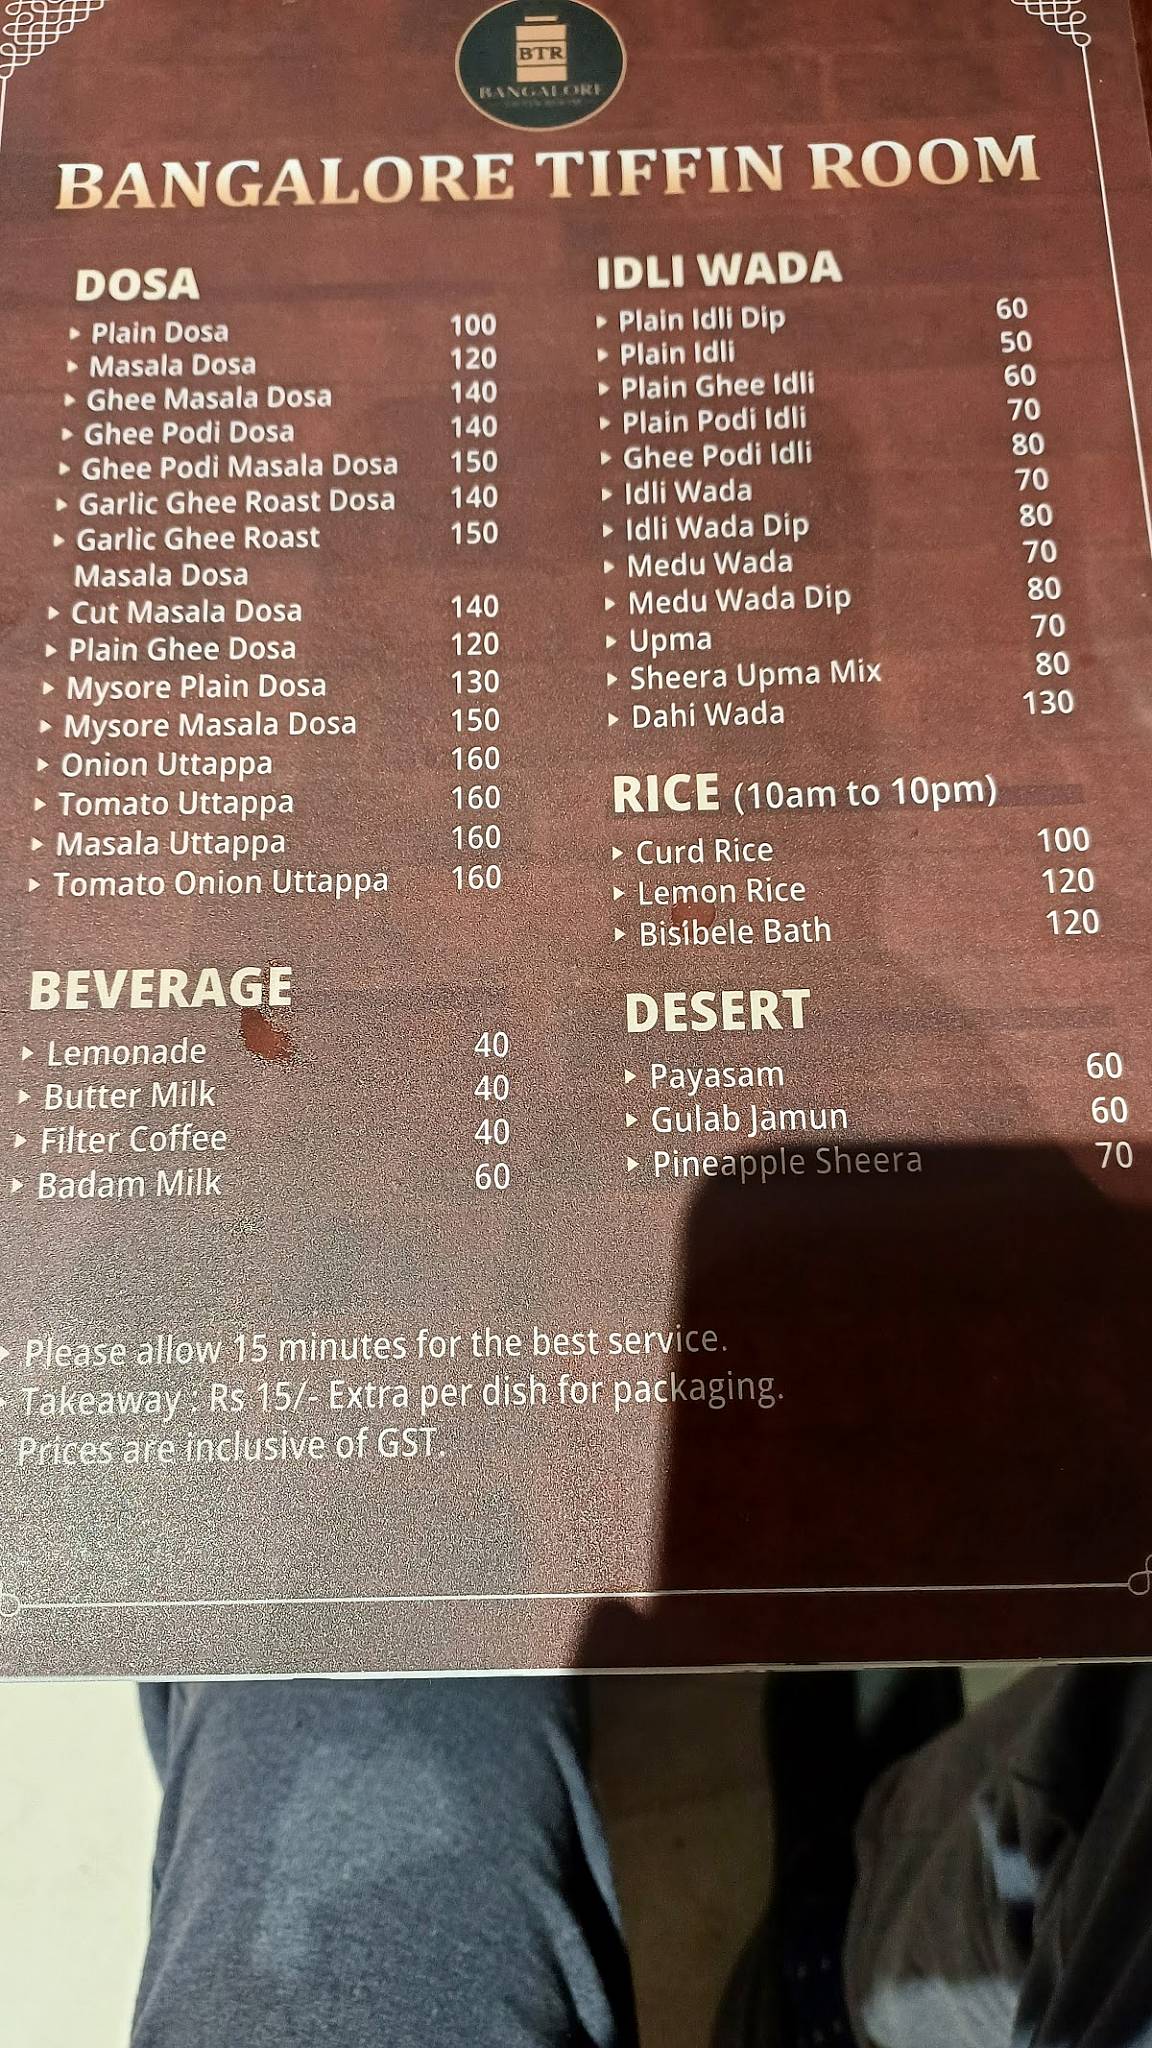 BTR
BANGALORE
BANGALORE TIFFIN ROOM
DOSA
Plain Dosa 100
Masala Dosa 120
Ghee Masala Dosa 140
Ghee Podi Dosa 140
Ghee Podi Masala Dosa 150
Garlic Ghee Roast Dosa 140
Garlic Ghee Roast 150
Masala Dosa
Cut Masala Dosa 140
Plain Ghee Dosa 120
Mysore Plain Dosa 130
Mysore Masala Dosa 150
Onion Uttappa 160
Tomato Uttappa 160
Masala Uttappa 160
Tomato Onion Uttappa 160
BEVERAGE
Lemonade 40
Butter Milk 40
Filter Coffee 40
Badam Milk 60
IDLI WADA
Plain Idli Dip 60
Plain Idli 50
Plain Ghee Idli 60
Plain Podi Idli 70
Ghee Podi Idli 80
Idli Wada 70
Idli Wada Dip 80
Medu Wada 70
Medu Wada Dip 80
Upma 70
Sheera Upma Mix 80
Dahi Wada 130
RICE (10am to 10pm)
Curd Rice 100
Lemon Rice 120
Bisibele Bath 120
DESERT
Payasam 60
Gulab Jamun 60
Pineapple Sheera 70
Please allow 15 minutes for the best service.
Takeaway : Rs 15/- Extra per dish for packaging.
Prices are inclusive of GST.